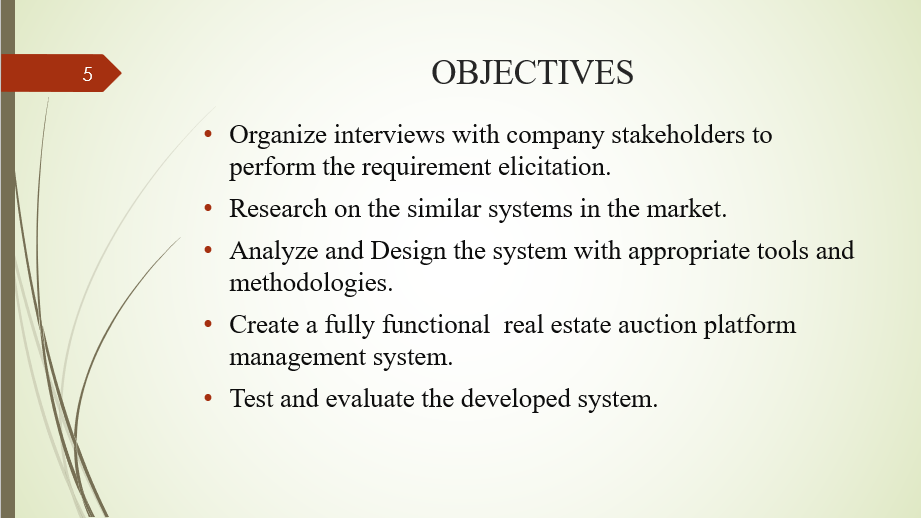 5
OBJECTIVES
• Organize interviews with company stakeholders to
perform the requirement elicitation.
• Research on the similar systems in the market.
• Analyze and Design the system with appropriate tools and
methodologies.
• Create a fully functional  real estate auction platform
management system.
• Test and evaluate the developed system.